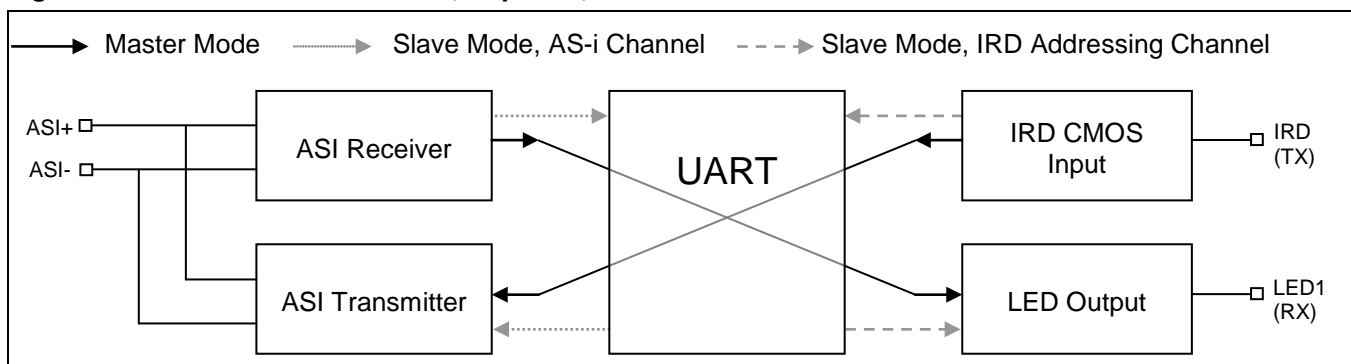 Master Mode
Slave Mode, AS-i Channel
Slave Mode, IRD Addressing Channel
ASI+
ASI-
ASI Receiver
UART
IRD CMOS
Input
IRD
(TX)
ASI Transmitter
LED Output
LED1
(RX)